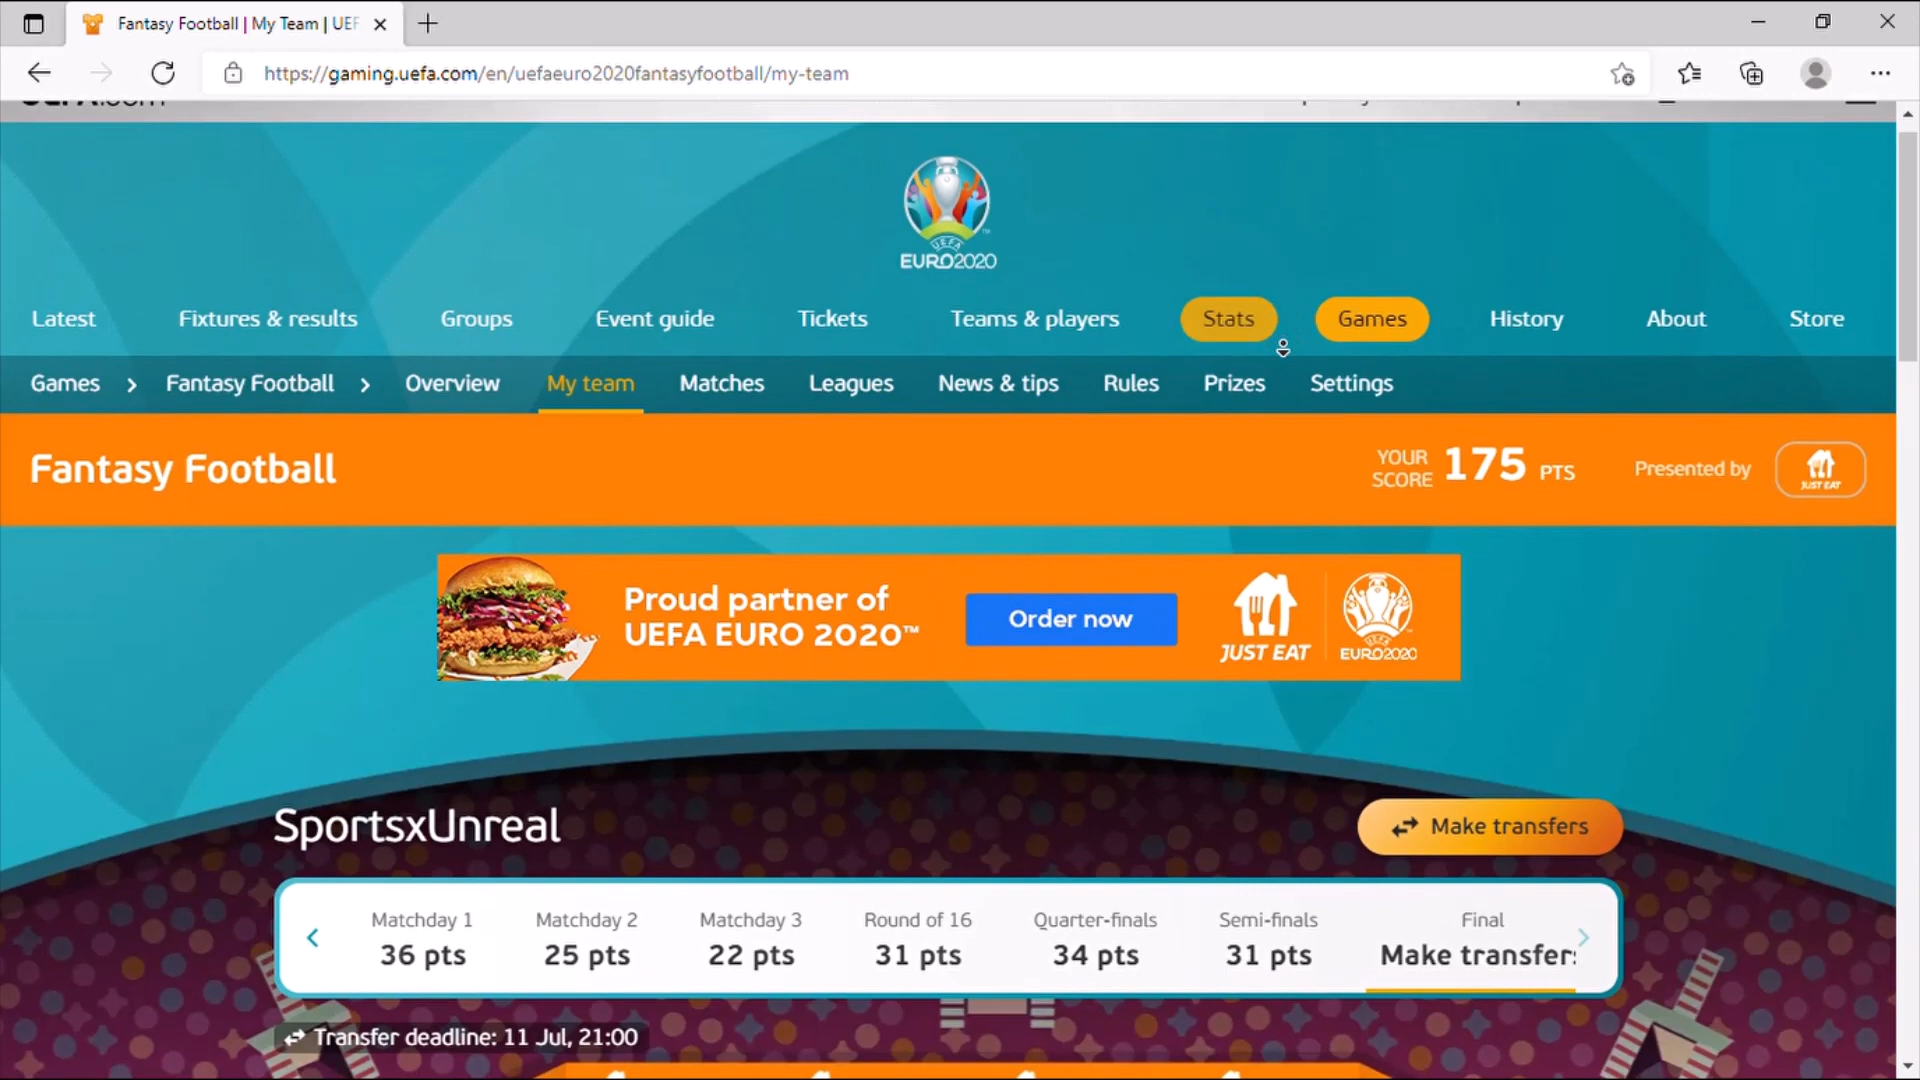 Fantasy Football | My Team | UEF
https://gaming.uefa.com/en/uefaeuro2020fantasyfootball/my-team
UEFA
EURO2020
Latest
Fixtures & results
Groups
Event guide
Tickets
Teams & players
Stats
Games
History
About
Store
Games
Fantasy Football
Overview
My team
Matches
Leagues
News & tips
Rules
Prizes
Settings
Fantasy Football
YOUR
SCORE
175 PTS
Presented by
JUST EAT
Proud partner of
UEFA EURO 2020™
Order now
JUST EAT
UEFA
EURO2020
SportsxUnreal
Make transfers
Matchday 1
36 pts
Matchday 2
25 pts
Matchday 3
22 pts
Round of 16
31 pts
Quarter-finals
34 pts
Semi-finals
31 pts
Final
Make transfer
Transfer deadline: 11 Jul, 21:00